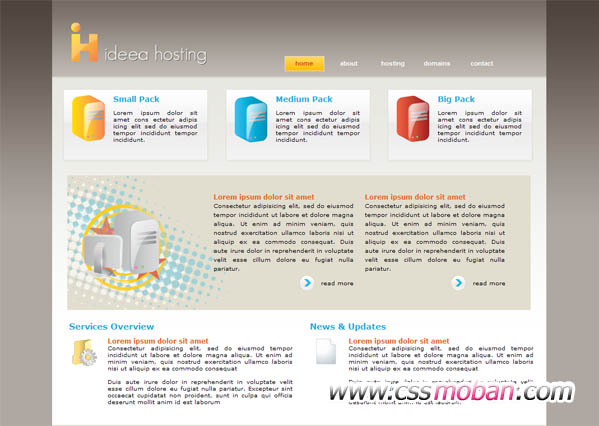 ideea hosting
home about hosting domains contact
Small Pack
Lorem ipsum dolor sit
amet cons ectetur adipis
icing elit sed do eiusmod
tempor incidunt tempor
incididunt.
Medium Pack
Lorem ipsum dolor sit
amet cons ectetur adipis
icing elit sed do eiusmod
tempor incidunt tempor
incididunt.
Big Pack
Lorem ipsum dolor sit
amet cons ectetur adipis
icing elit sed do eiusmod
tempor incidunt tempor
incididunt.
Lorem ipsum dolor sit amet
Consectetur adipisicing elit, sed do eiusmod
tempor incididunt ut labore et dolore magna
aliqua. Ut enim ad minim veniam, quis
nostrud exercitation ullamco laboris nisi ut
aliquip ex ea commodo consequat. Duis
aute irure dolor in reprehenderit in voluptate
velit esse cillum dolore eu fugiat nulla
pariatur.
read more
Lorem ipsum dolor sit amet
Consectetur adipisicing elit, sed do eiusmod
tempor incididunt ut labore et dolore magna
aliqua. Ut enim ad minim veniam, quis
nostrud exercitation ullamco laboris nisi ut
aliquip ex ea commodo consequat. Duis
aute irure dolor in reprehenderit in voluptate
velit esse cillum dolore eu fugiat nulla
pariatur.
read more
Services Overview
Lorem ipsum dolor sit amet
Consectetur adipisicing elit, sed do eiusmod tempor
incididunt ut labore et dolore magna aliqua. Ut enim ad
minim veniam, quis nostrud exercitation ullamco laboris
nisi ut aliquip ex ea commodo consequat
Duis aute irure dolor in reprehenderit in voluptate velit
esse cillum dolore eu fugiat nulla pariatur. Excepteur sint
occaecat cupidatat non proident, sunt in culpa qui officia
deserunt mollit anim id est laborum
News & Updates
Lorem ipsum dolor sit amet
Consectetur adipisicing elit, sed do eiusmod tempor
incididunt ut labore et dolore magna aliqua. Ut enim ad
minim veniam, quis nostrud exercitation ullamco laboris
nisi ut aliquip ex ea commodo consequat
www.cssmoban.com